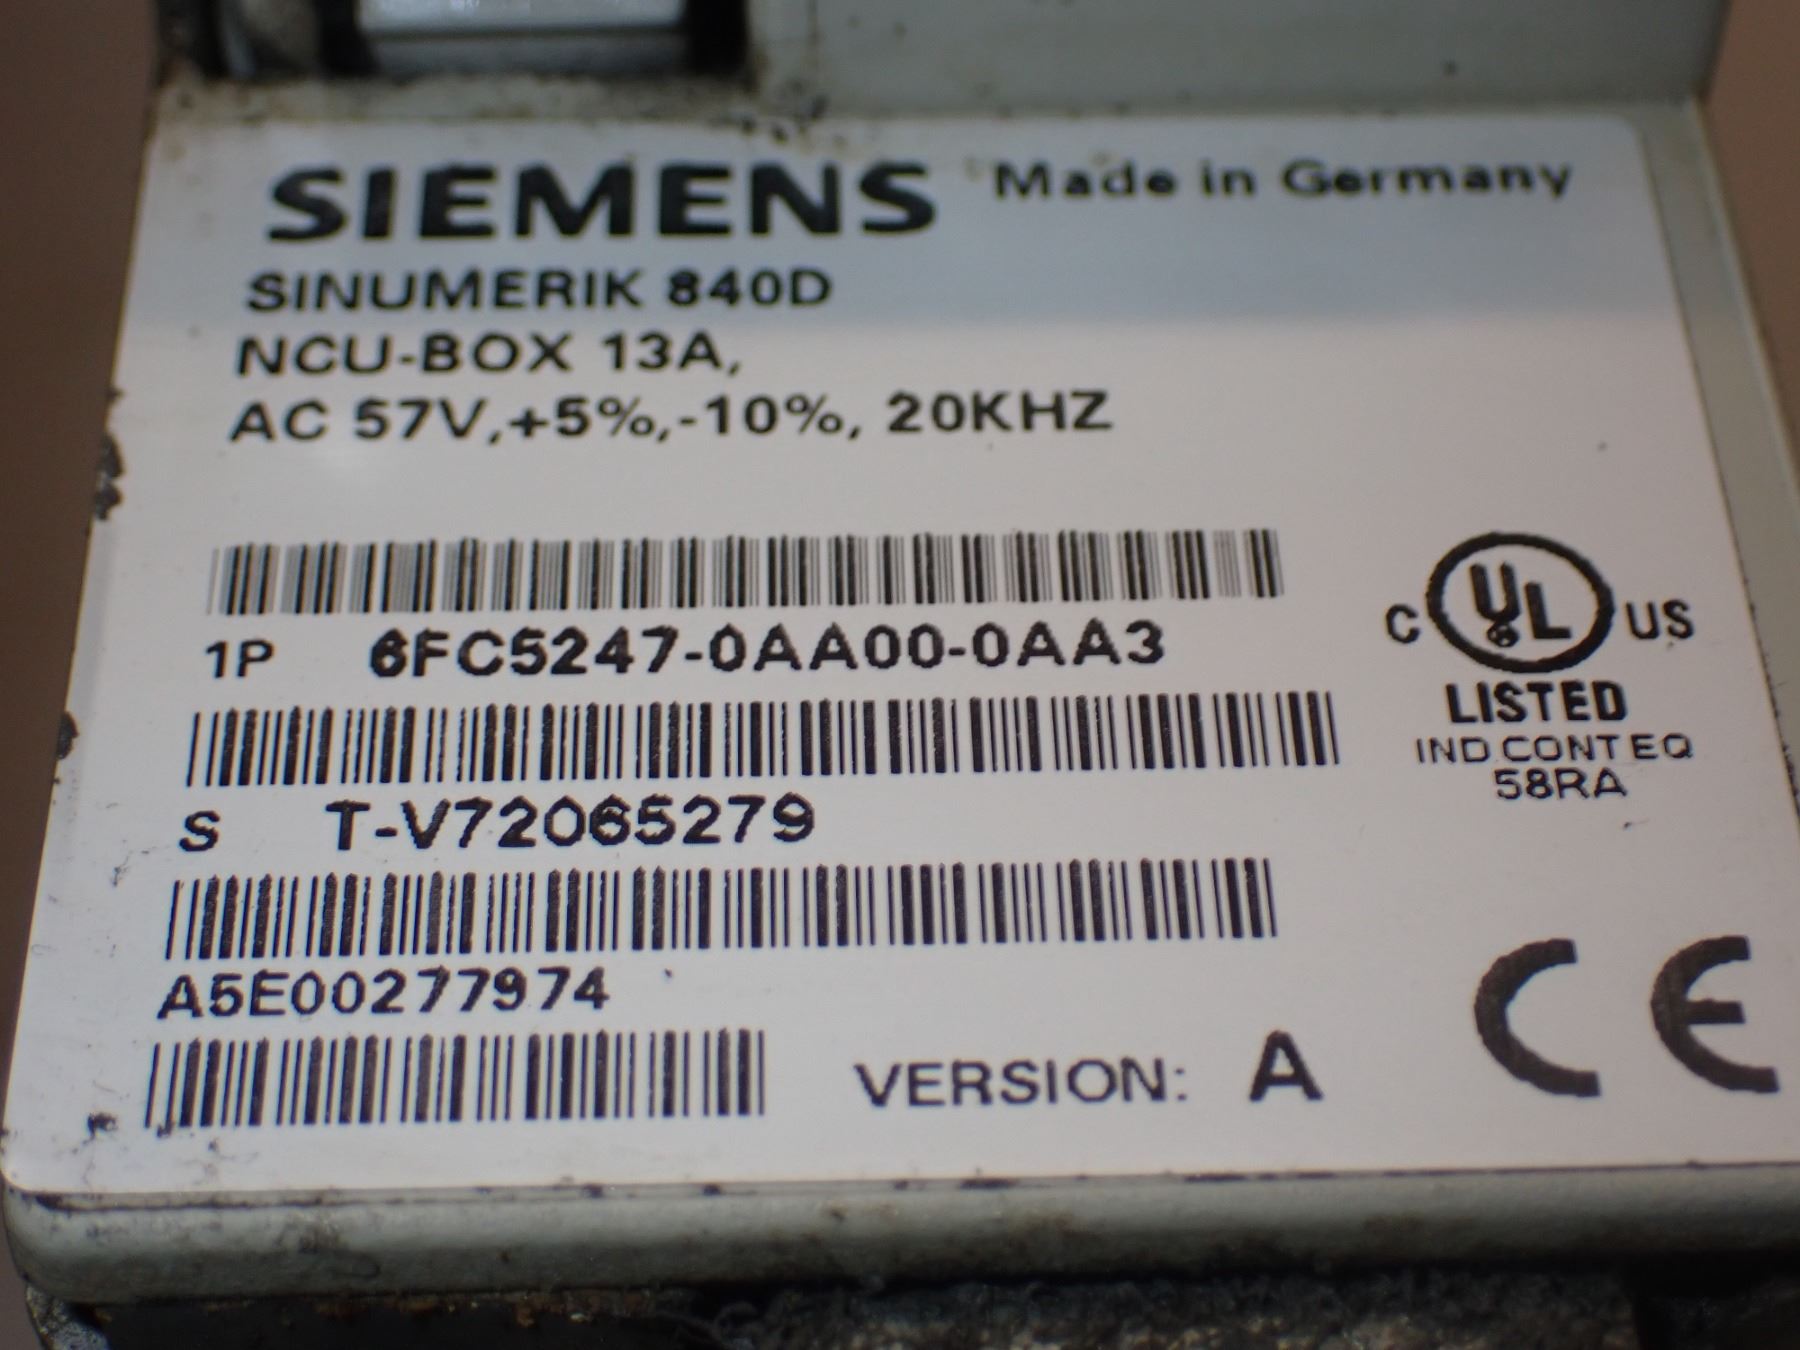 SIEMENS Made in Germany
SINUMERIK 840D
NCU-BOX 13A,
AC 57V,+5%,-10%, 20KHZ
1P 6FC5247-0AA00-0AA3
C UL US
LISTED
IND.CONT EQ
58RA
S T-V72065279
A5E00277974
VERSION: A
CE